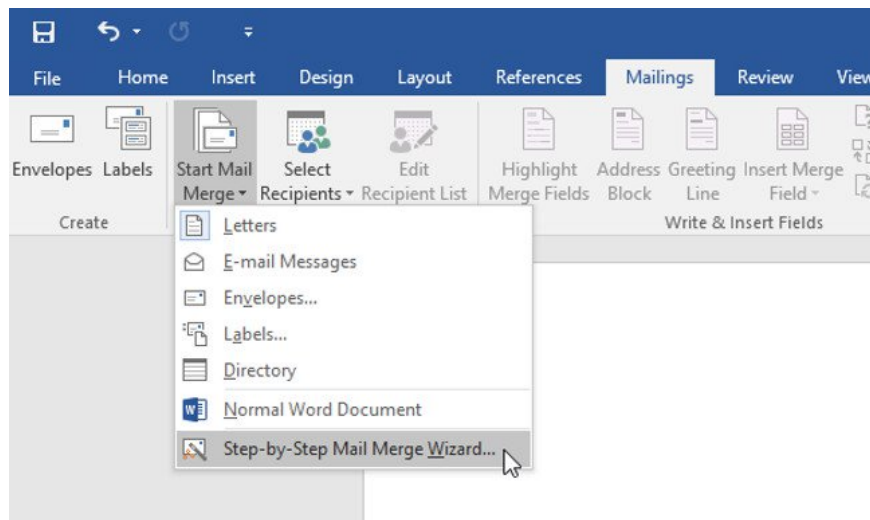 File Home Insert Design Layout References Mailings Review View
Envelopes Labels Start Mail Select Edit Highlight Address Greeting Insert Merge
Merge Recipients Recipient List Merge Fields Block Line Field
Create Write & Insert Fields
Letters
E-mail Messages
Envelopes...
Labels...
Directory
Normal Word Document
Step-by-Step Mail Merge Wizard...